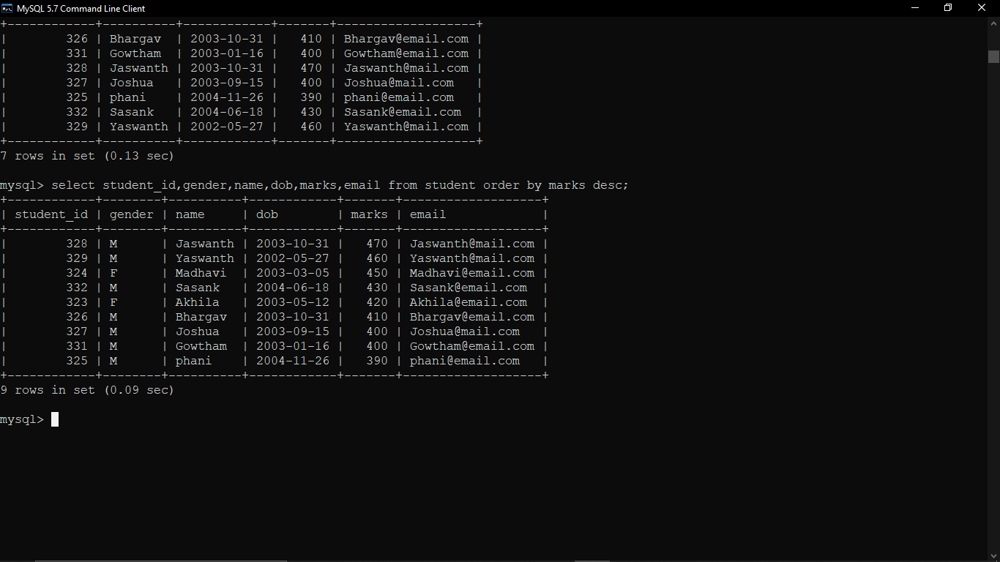 MySQL 5.7 Command Line Client
+------------+----------+------------+-------+-------------------+
|        326 | Bhargav  | 2003-10-31 |   410 | Bhargav@email.com |
|        331 | Gowtham  | 2003-01-16 |   400 | Gowtham@email.com |
|        328 | Jaswanth | 2003-10-31 |   470 | Jaswanth@mail.com |
|        327 | Joshua   | 2003-09-15 |   400 | Joshua@mail.com   |
|        325 | phani    | 2004-11-26 |   390 | phani@email.com   |
|        332 | Sasank   | 2004-06-18 |   430 | Sasank@email.com  |
|        329 | Yaswanth | 2002-05-27 |   460 | Yaswanth@mail.com |
+------------+----------+------------+-------+-------------------+
7 rows in set (0.13 sec)
mysql> select student_id,gender,name,dob,marks,email from student order by marks desc;
+------------+--------+----------+------------+-------+-------------------+
| student_id | gender | name     | dob        | marks | email             |
+------------+--------+----------+------------+-------+-------------------+
|        328 | M      | Jaswanth | 2003-10-31 |   470 | Jaswanth@mail.com |
|        329 | M      | Yaswanth | 2002-05-27 |   460 | Yaswanth@mail.com |
|        324 | F      | Madhavi  | 2003-03-05 |   450 | Madhavi@email.com |
|        332 | M      | Sasank   | 2004-06-18 |   430 | Sasank@email.com  |
|        323 | F      | Akhila   | 2003-05-12 |   420 | Akhila@email.com  |
|        326 | M      | Bhargav  | 2003-10-31 |   410 | Bhargav@email.com |
|        327 | M      | Joshua   | 2003-09-15 |   400 | Joshua@mail.com   |
|        331 | M      | Gowtham  | 2003-01-16 |   400 | Gowtham@email.com |
|        325 | M      | phani    | 2004-11-26 |   390 | phani@email.com   |
+------------+--------+----------+------------+-------+-------------------+
9 rows in set (0.09 sec)
mysql>